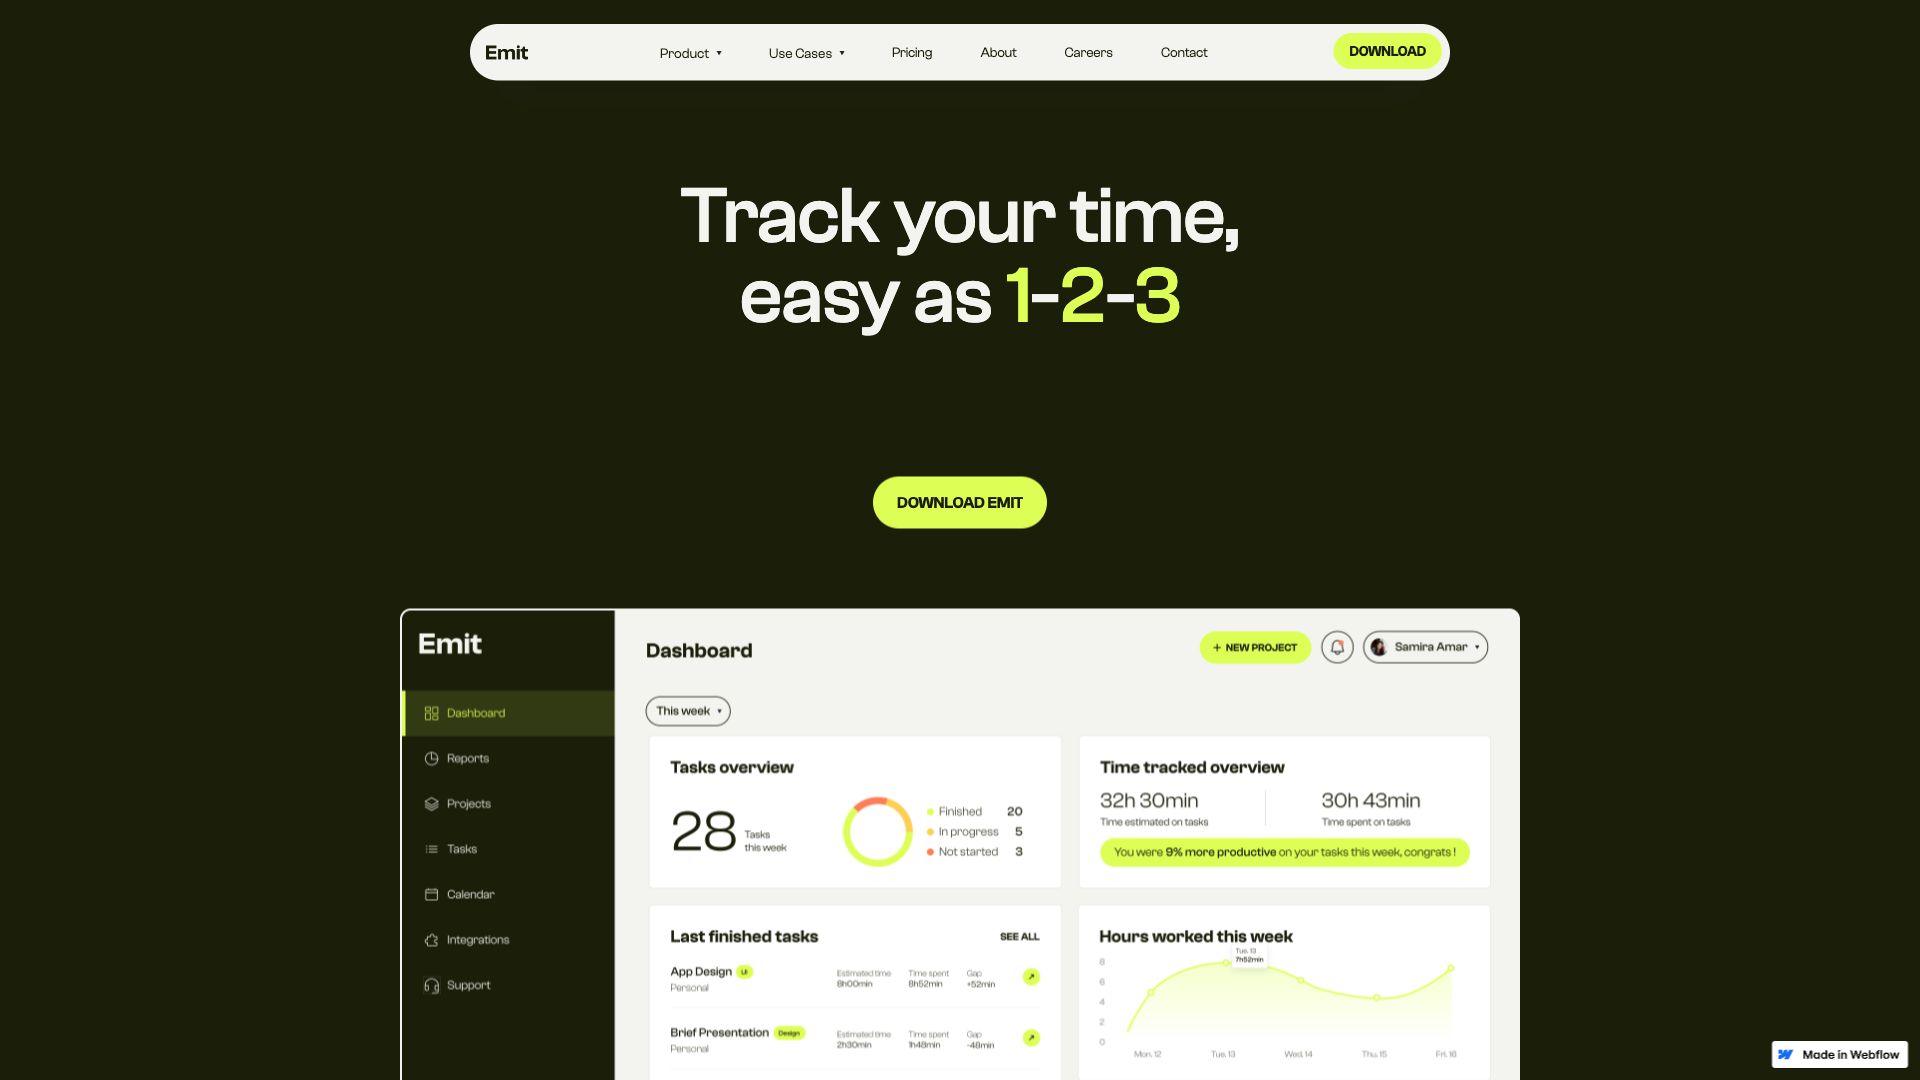 Emit
Product
Use Cases
Pricing
About
Careers
Contact
DOWNLOAD
Track your time,
easy as 1-2-3
DOWNLOAD EMIT
Emit
Dashboard
Reports
Projects
Tasks
Calendar
Integrations
Support
Dashboard
+ NEW PROJECT
Samira Amar
This week
Tasks overview
28
Tasks
this week
Finished 20
In progress 5
Not started 3
Time tracked overview
32h 30min
Time estimated on tasks
30h 43min
Time spent on tasks
You were 9% more productive on your tasks this week, congrats !
Last finished tasks
SEE ALL
App Design
UI
Personal
Estimated time
8h00min
Time spent
8h52min
Gap
+52min
Brief Presentation
Design
Personal
Estimated time
2h30min
Time spent
1h48min
Gap
-48min
Hours worked this week
Tue. 13
7h52min
8
6
4
2
0
Mon. 12
Tue. 13
Wed. 14
Thu. 15
Fri. 16
Made in Webflow